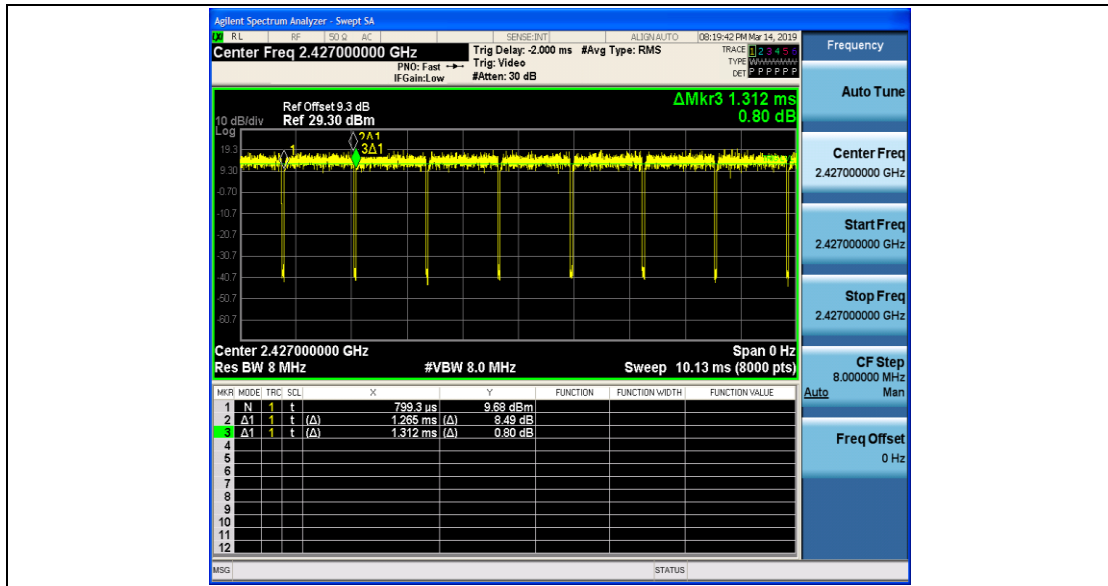 Agilent Spectrum Analyzer - Swept SA
RL RF 50 Ω AC SENSE:INT ALIGNAUTO 08:19:42 PM Mar 14, 2019
Center Freq 2.427000000 GHz
Trig Delay: -2.000 ms #Avg Type: RMS
TRACE 1 2 3 4 5 6
PNO: Fast Trig: Video
TYPE WWWWWW
IFGain:Low #Atten: 30 dB
DET P P P P P P
Frequency
Auto Tune
Center Freq
2.427000000 GHz
Start Freq
2.427000000 GHz
Stop Freq
2.427000000 GHz
CF Step
8.000000 MHz
Auto Man
Freq Offset
0 Hz
ΔMkr3 1.312 ms
0.80 dB
Ref Offset 9.3 dB
10 dB/div Ref 29.30 dBm
Log
19.3
9.30
-0.70
-10.7
-20.7
-30.7
-40.7
-50.7
-60.7
1
2Δ1
3Δ1
Center 2.427000000 GHz Span 0 Hz
Res BW 8 MHz #VBW 8.0 MHz Sweep 10.13 ms (8000 pts)
MKR MODE TRC SCL X Y FUNCTION FUNCTION WIDTH FUNCTION VALUE
1 N 1 t 799.3 µs 9.68 dBm
2 Δ1 1 t (Δ) 1.265 ms (Δ) 8.49 dB
3 Δ1 1 t (Δ) 1.312 ms (Δ) 0.80 dB
4
5
6
7
8
9
10
11
12
MSG STATUS